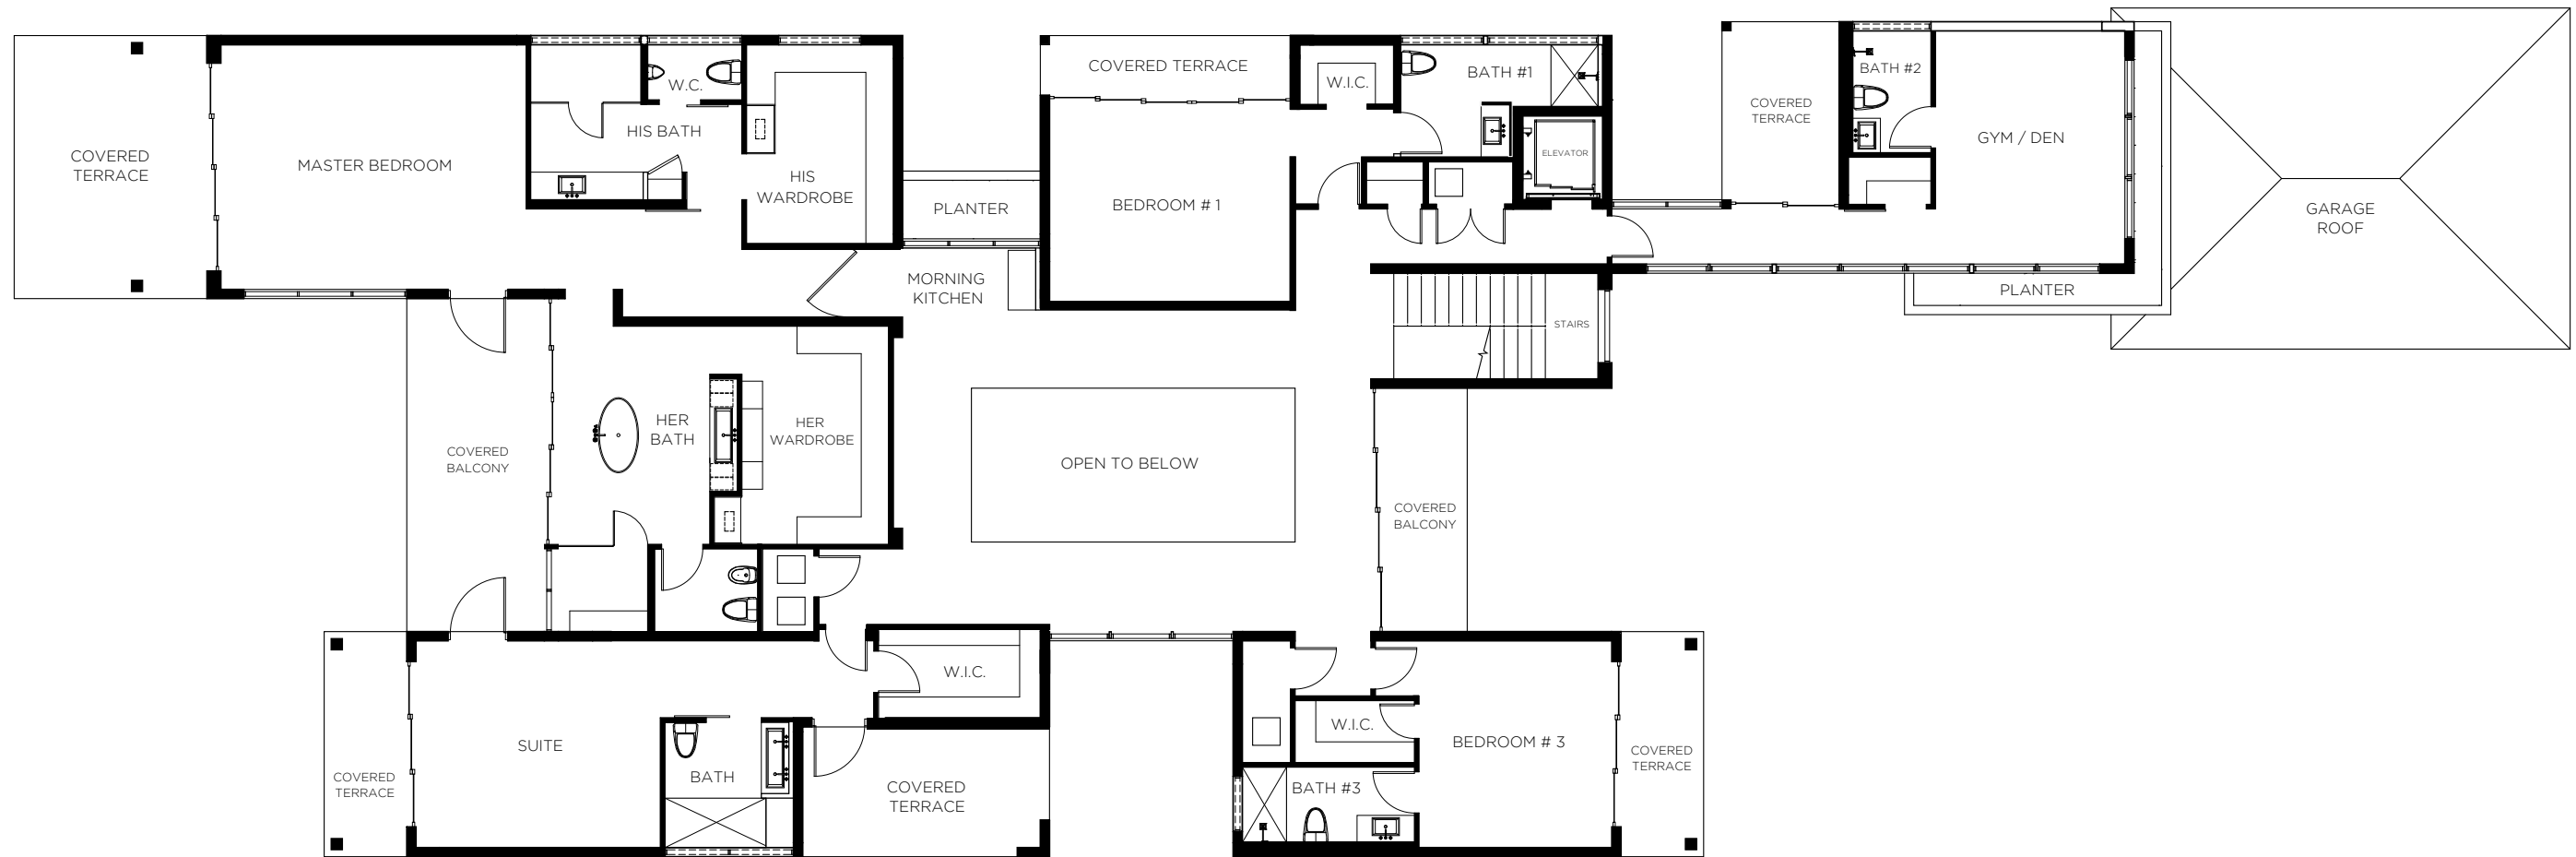 COVERED
TERRACE
MASTER BEDROOM
W.C.
HIS BATH
HIS
WARDROBE
PLANTER
MORNING
KITCHEN
COVERED TERRACE
BEDROOM # 1
W.I.C.
BATH #1
ELEVATOR
STAIRS
COVERED
TERRACE
BATH #2
GYM / DEN
PLANTER
GARAGE
ROOF
COVERED
BALCONY
HER
BATH
HER
WARDROBE
OPEN TO BELOW
COVERED
BALCONY
COVERED
TERRACE
SUITE
BATH
W.I.C.
COVERED
TERRACE
W.I.C.
BATH #3
BEDROOM # 3
COVERED
TERRACE